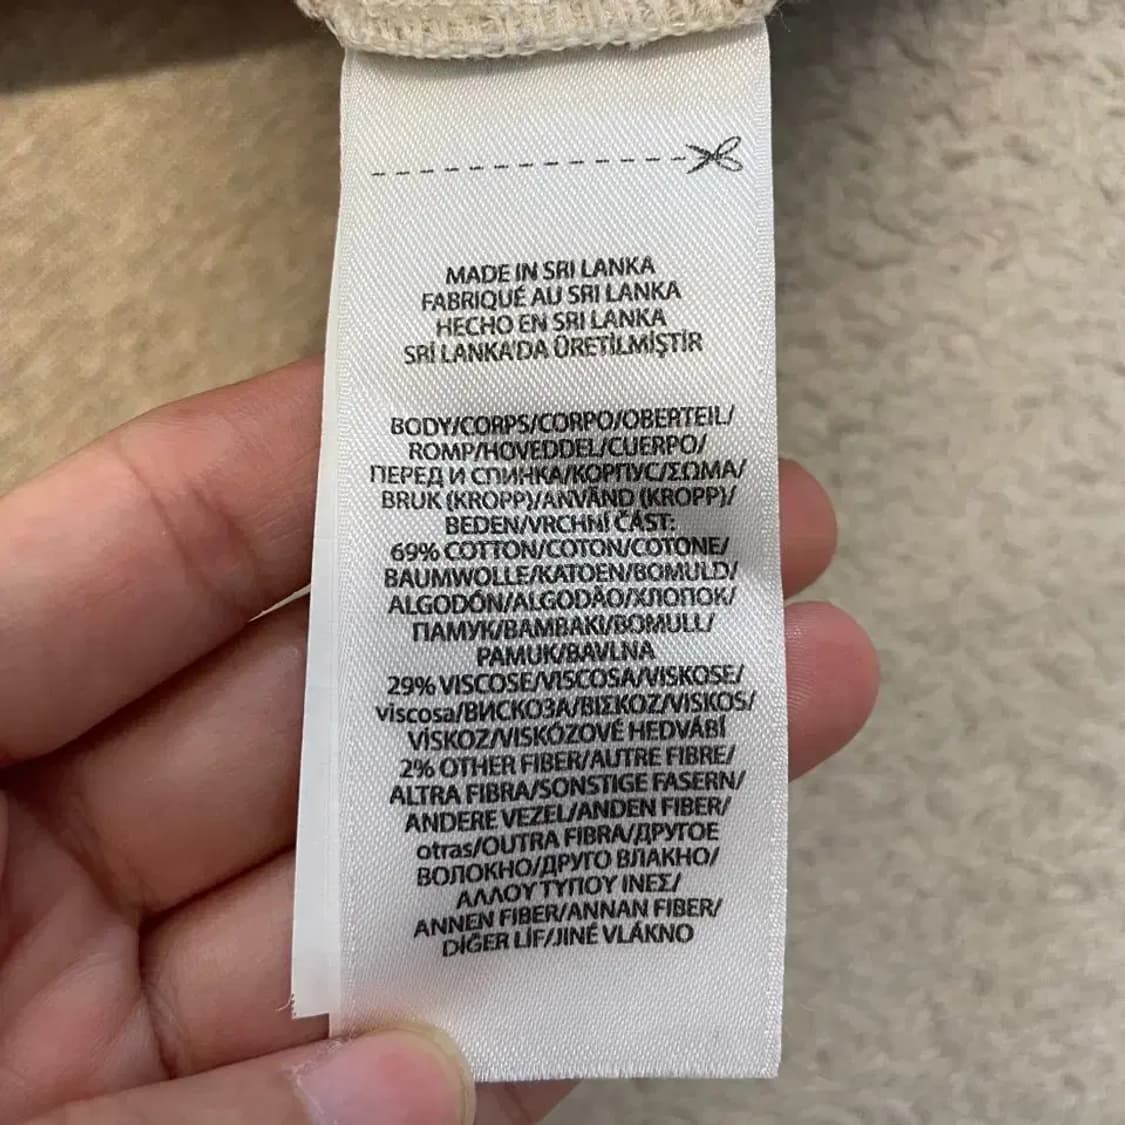 MADE IN SRI LANKA
FABRIQUÉ AU SRI LANKA
HECHO EN SRI LANKA
SRİ LANKA'DA ÜRETİLMİŞTİR
BODY/CORPS/CORPO/OBERTEIL/
ROMP/HOVEDDEL/CUERPO/
ПЕРЕД И СПИНКА/КОРПУС/ΣΩΜΑ/
BRUK (KROPP)/ANVÄND (KROPP)/
BEDEN/VRCHNÍ ČÁST:
69% COTTON/COTON/COTONE/
BAUMWOLLE/KATOEN/BOMULD/
ALGODÓN/ALGODÃO/ХЛОПОК/
ПАМУК/ΒΑΜΒΑΚΙ/BOMULL/
PAMUK/BAVLNA
29% VISCOSE/VISCOSA/VISKOSE/
viscosa/ВИСКОЗА/ΒΙΣΚΟΖ/VISKOS/
VİSKOZ/VISKÓZOVÉ HEDVÁBÍ
2% OTHER FIBER/AUTRE FIBRE/
ALTRA FIBRA/SONSTIGE FASERN/
ANDERE VEZEL/ANDEN FIBER/
otras/OUTRA FIBRA/ДРУГОЕ
ВОЛОКНО/ДРУГО ВЛАКНО/
ΑΛΛΟΥ ΤΥΠΟΥ ΙΝΕΣ/
ANNEN FIBER/ANNAN FIBER/
DİĞER LİF/JINÉ VLÁKNO